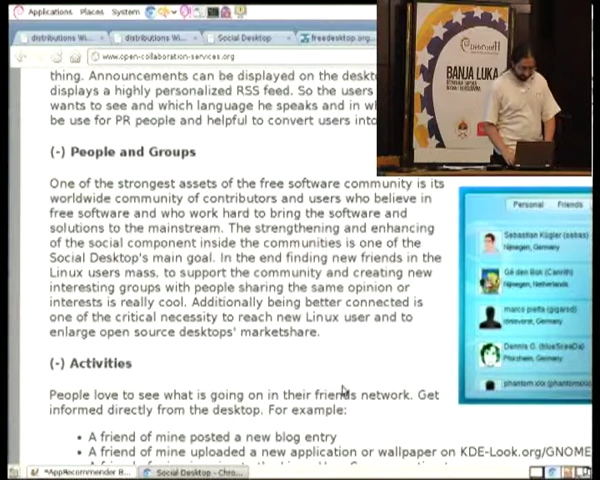 Applications Places System
distributions Wi...
distributions Wi...
Social Desktop
freedesktop.org...
www.open-collaboration-services.org
thing. Announcements can be displayed on the deskt
displays a highly personalized RSS feed. So the users
wants to see and which language he speaks and in wh
be use for PR people and helpful to convert users into
BANJA LUKA
(-) People and Groups
One of the strongest assets of the free software community is its
worldwide community of contributors and users who believe in
free software and who work hard to bring the software and
solutions to the mainstream. The strengthening and enhancing
of the social component inside the communities is one of the
Social Desktop's main goal. In the end finding new friends in the
Linux users mass, to support the community and creating new
interesting groups with people sharing the same opinion or
interests is really cool. Additionally being better connected is
one of the critical necessity to reach new Linux user and to
enlarge open source desktops' marketshare.
Personal Friends
Sebastian Kügler (sebas)
Nijmegen, Germany
Nijmegen, Netherlands
Dennis G.
Pforzheim, Germany
(-) Activities
People love to see what is going on in their friends network. Get
informed directly from the desktop. For example:
• A friend of mine posted a new blog entry
• A friend of mine uploaded a new application or wallpaper on KDE-Look.org/GNOME
*AppRecommender B...
Social Desktop - Chro...